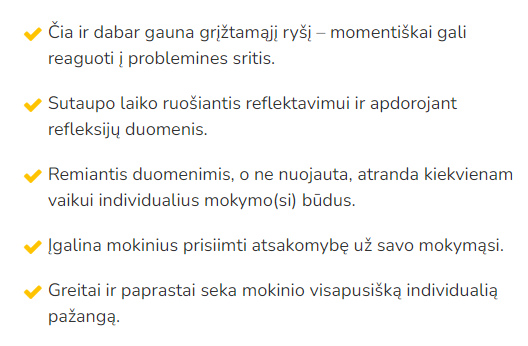 Čia ir dabar gauna grįžtamąjį ryšį – momentiškai gali
reaguoti į problemines sritis.
Sutaupo laiko ruošiantis reflektavimui ir apdorojant
refleksijų duomenis.
Remiantis duomenimis, o ne nuojauta, atranda kiekvienam
vaikui individualius mokymo(si) būdus.
Įgalina mokinius prisiimti atsakomybę už savo mokymąsi.
Greitai ir paprastai seka mokinio visapusišką individualią
pažangą.